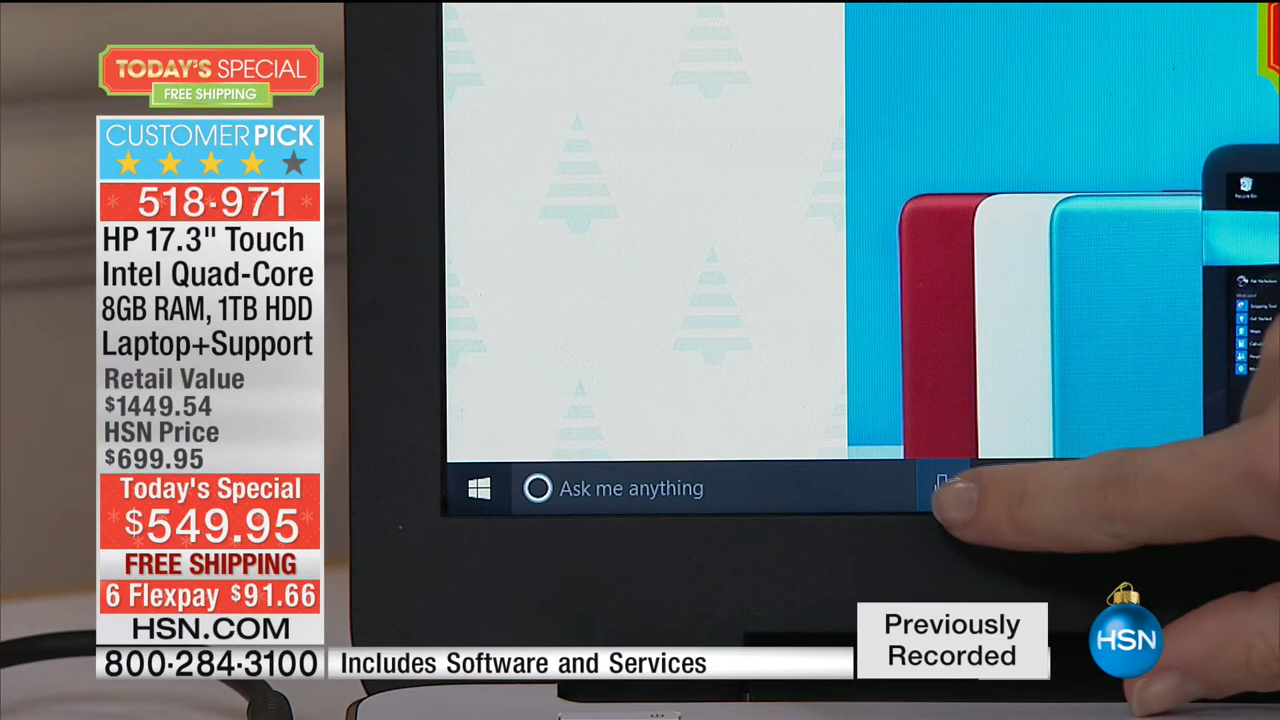 TODAY'S SPECIAL
FREE SHIPPING
CUSTOMER PICK
518-971
HP 17.3" Touch
Intel Quad-Core
8GB RAM, 1TB HDD
Laptop+Support
Retail Value
$1449.54
HSN Price
$699.95
Today's Special
$549.95
FREE SHIPPING
6 Flexpay $91.66
HSN.COM
800·284·3100
Includes Software and Services
Ask me anything
Previously
Recorded
HSN